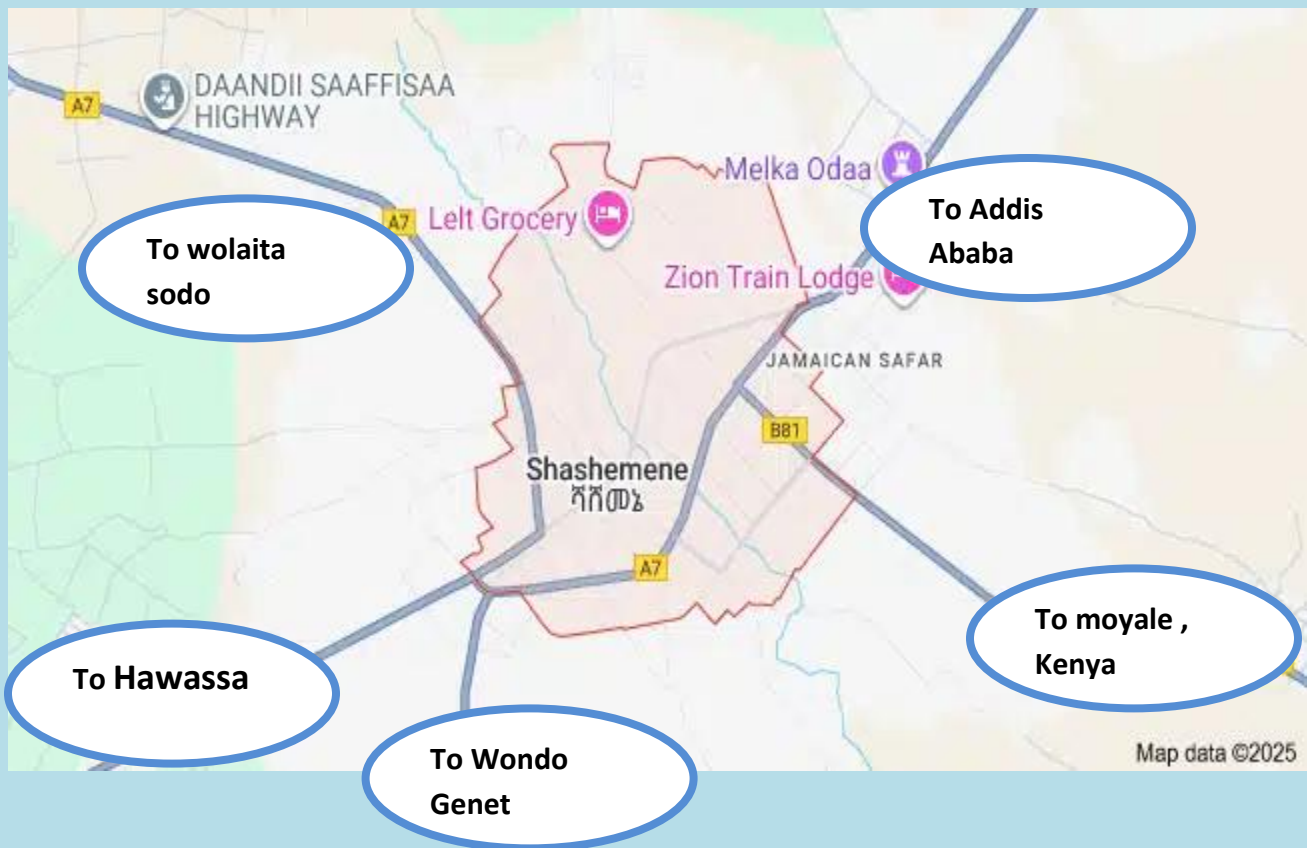 DAANDII SAAFFISAA
HIGHWAY
A7
Melka Odaa
Lelt Grocery
A7
To Addis
Ababa
To wolaita
sodo
Zion Train Lodge
JAMAICAN SAFAR
B81
Shashemene
ሻሸመኔ
A7
To moyale ,
Kenya
To Hawassa
To Wondo
Genet
Map data ©2025